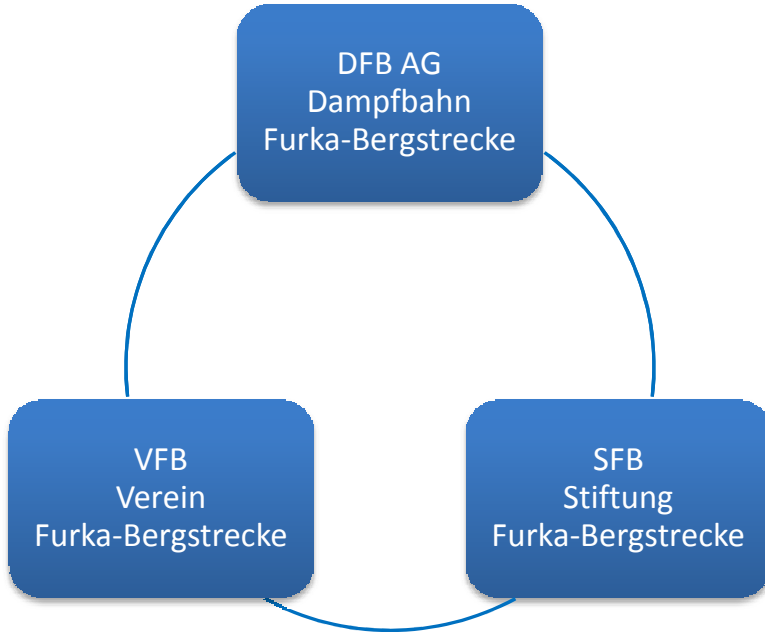 DFB AG
Dampfbahn
Furka-Bergstrecke
VFB
Verein
Furka-Bergstrecke
SFB
Stiftung
Furka-Bergstrecke